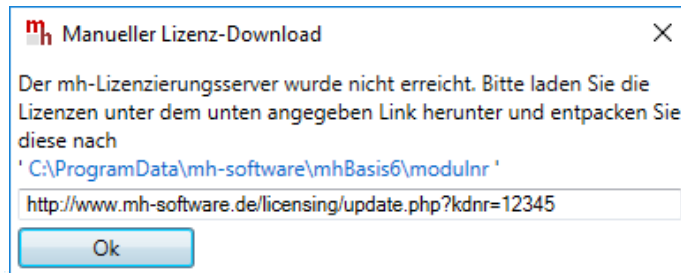 mh Manueller Lizenz-Download
Der mh-Lizenzierungsserver wurde nicht erreicht. Bitte laden Sie die
Lizenzen unter dem unten angegeben Link herunter und entpacken Sie
diese nach
' C:\ProgramData\mh-software\mhBasis6\modulnr '
http://www.mh-software.de/licensing/update.php?kdnr=12345
Ok